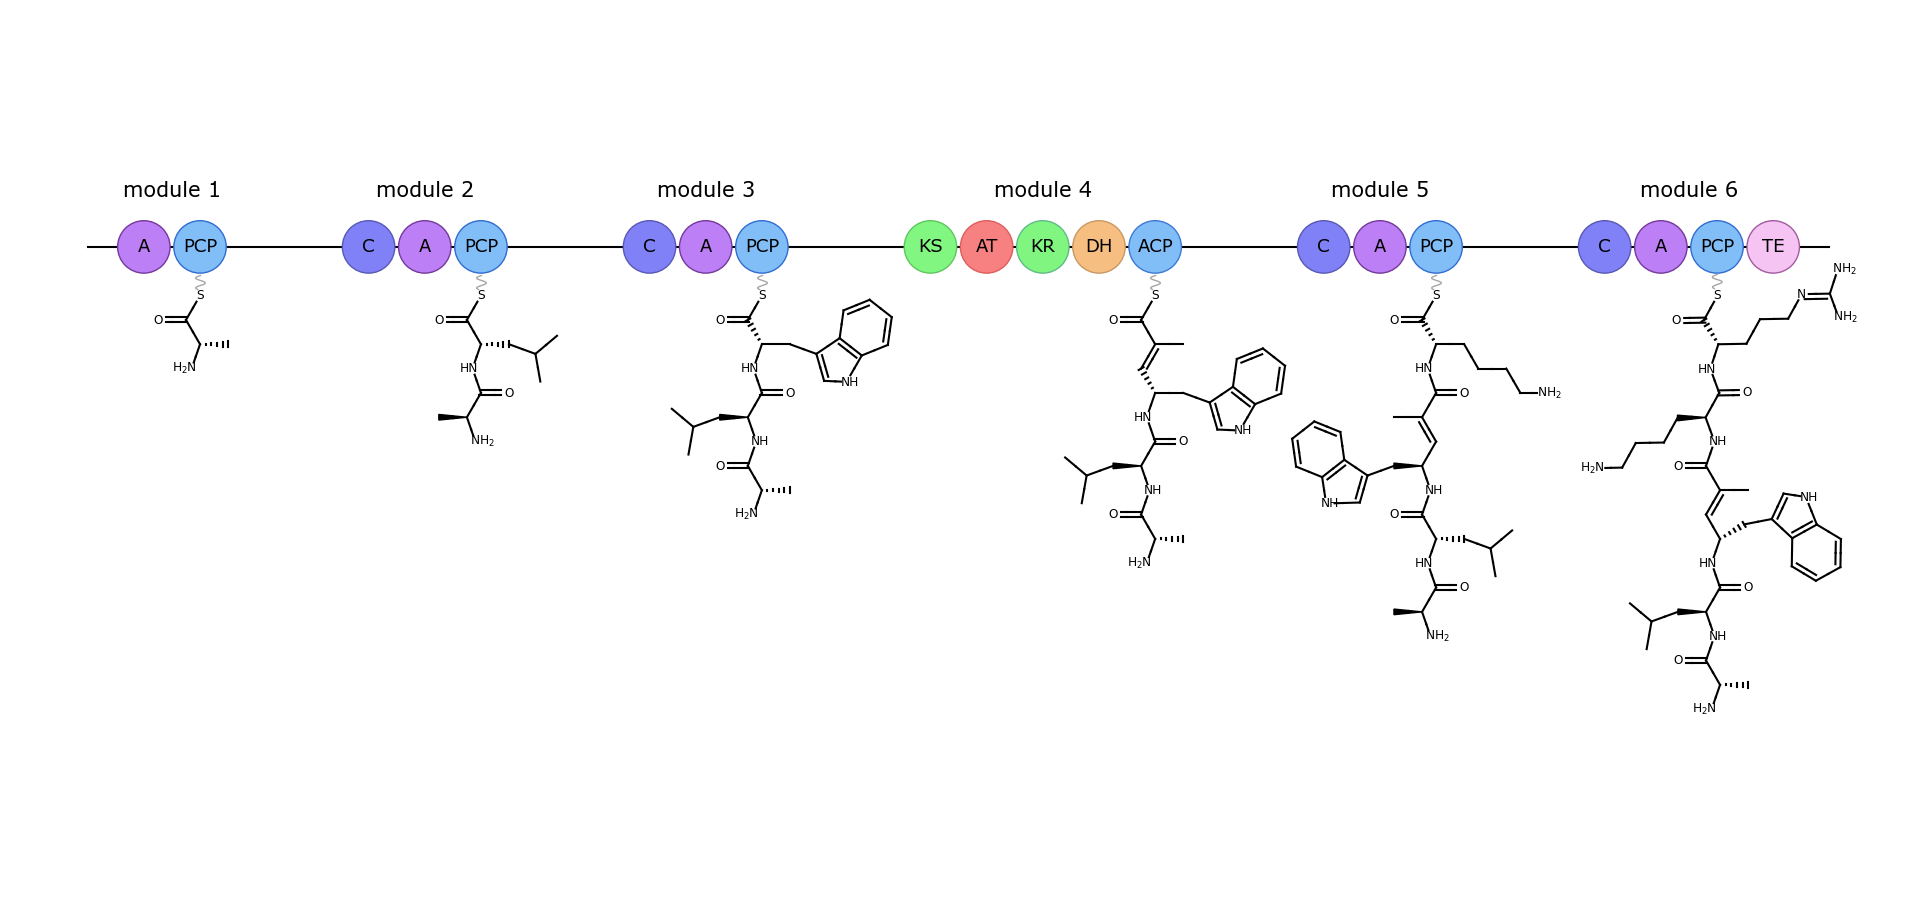 module 1 module 2 module 3 module 4 module 5 module 6
A PCP C A PCP C A PCP KS AT KR DH ACP C A PCP C A PCP TE
S O H₂N
S O HN O NH₂
S O NH HN O NH O H₂N
S O NH HN O NH O H₂N
S O HN NH₂ O NH NH O HN O NH₂
S O N NH₂ NH₂ HN O NH H₂N O NH HN O NH O H₂N